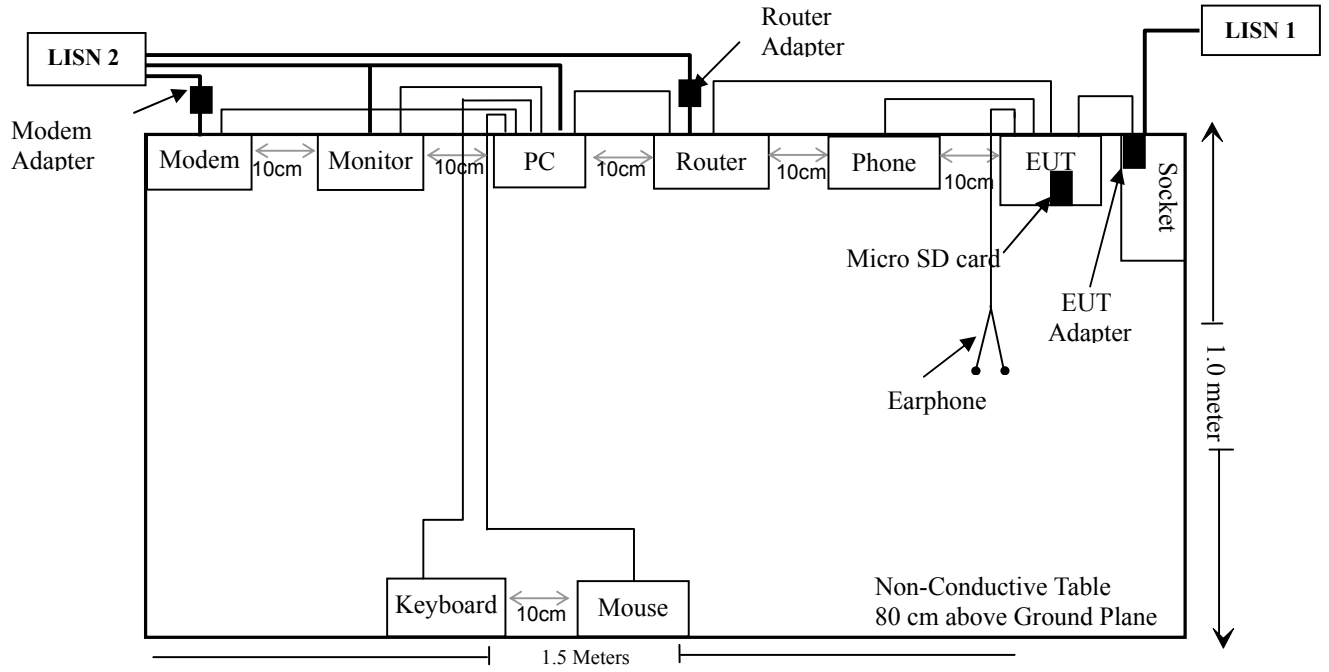 Router
Adapter
LISN 1
LISN 2
Modem
Adapter
Modem
10cm
Monitor
10cm
PC
10cm
Router
10cm
Phone
10cm
EUT
Socket
Micro SD card
EUT
Adapter
Earphone
1.0 meter
Keyboard
10cm
Mouse
Non-Conductive Table
80 cm above Ground Plane
1.5 Meters